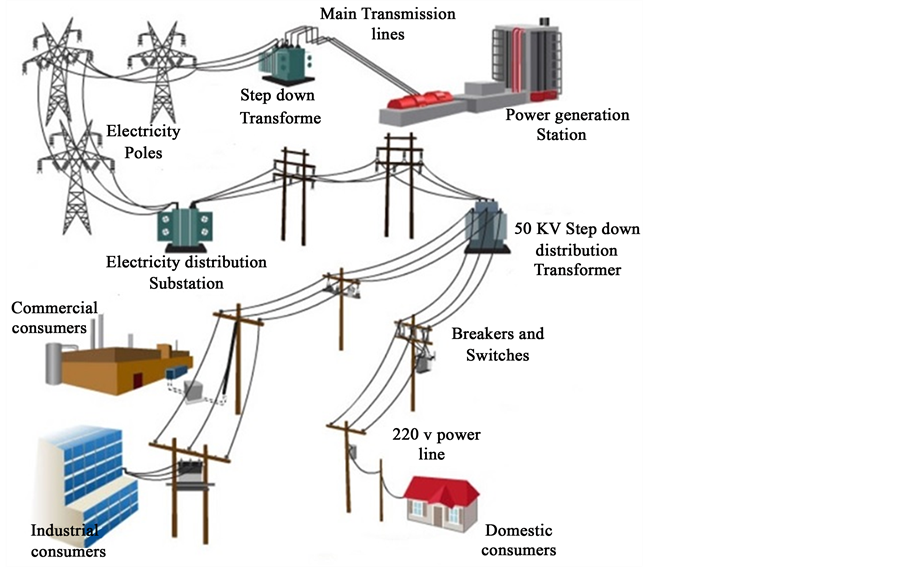 Main Transmission
lines
Step down
Transforme
Power generation
Station
Electricity
Poles
50 KV Step down
distribution
Transformer
Electricity distribution
Substation
Commercial
consumers
Breakers and
Switches
220 v power
line
Industrial
consumers
Domestic
consumers